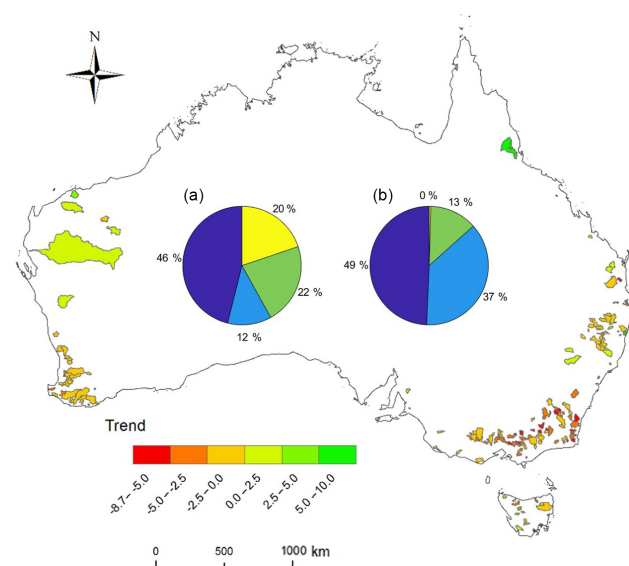 N
(a)
(b)
20 %
22 %
12 %
46 %
0 %
13 %
37 %
49 %
Trend
-8.7– -5.0
-5.0 – -2.5
-2.5– 0.0
0.0 –2.5
2.5– 5.0
5.0 –10.0
0 500 1000 km